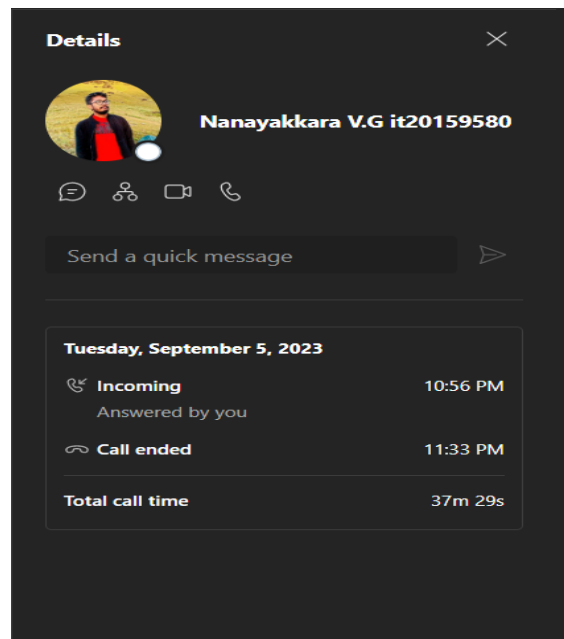 Details
Nanayakkara V.G it20159580
Send a quick message
Tuesday, September 5, 2023
Incoming 10:56 PM
Answered by you
Call ended 11:33 PM
Total call time 37m 29s